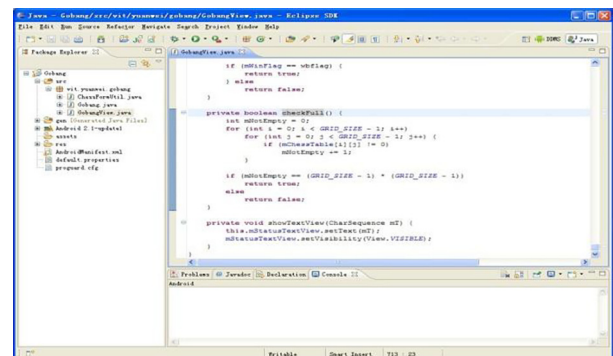 Java - Gobang/src/wit/yuanwei/gobang/GobangView.java - Eclipse SDK
File Edit Run Source Refactor Navigate Search Project Window Help
DDMS Java
Package Explorer
GobangView.java
Gobang
src
wit.yuanwei.gobang
ChessFormUtil.java
Gobang.java
GobangView.java
gen [Generated Java Files]
Android 2.1-update1
assets
res
AndroidManifest.xml
default.properties
proguard.cfg
if (mWinFlag == wbflag) {
return true;
} else
return false;
}
private boolean checkFull() {
int mNotEmpty = 0;
for (int i = 0; i < GRID_SIZE - 1; i++)
for (int j = 0; j < GRID_SIZE - 1; j++) {
if (mChessTable[i][j] != 0)
mNotEmpty += 1;
}
if (mNotEmpty == (GRID_SIZE - 1) * (GRID_SIZE - 1))
return true;
else
return false;
}
private void showTextView(CharSequence mT) {
this.mStatusTextView.setText(mT);
mStatusTextView.setVisibility(View.VISIBLE);
}
}
Problems Javadoc Declaration Console
Android
Writable Smart Insert 713 : 23